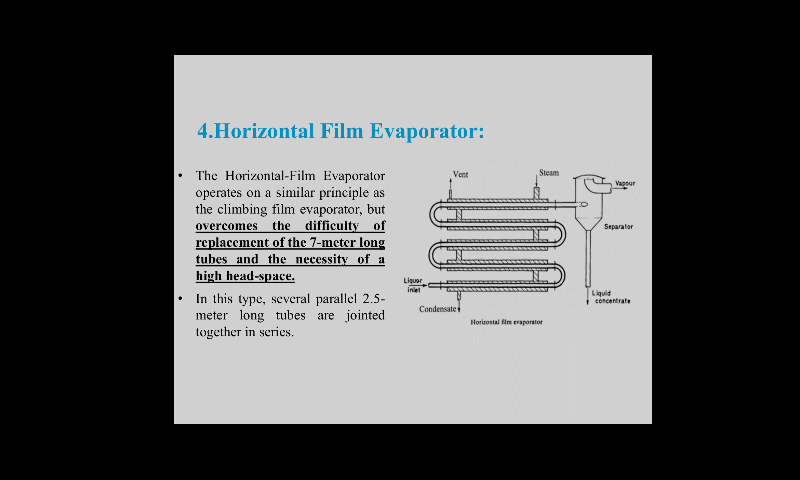 4.Horizontal Film Evaporator:
• The Horizontal-Film Evaporator
operates on a similar principle as
the climbing film evaporator, but
overcomes the difficulty of
replacement of the 7-meter long
tubes and the necessity of a
high head-space.
• In this type, several parallel 2.5-
meter long tubes are jointed
together in series.
Vent
Steam
Vapour
Separator
Liquor
inlet
Liquid
concentrate
Condensate
Horizontal film evaporator